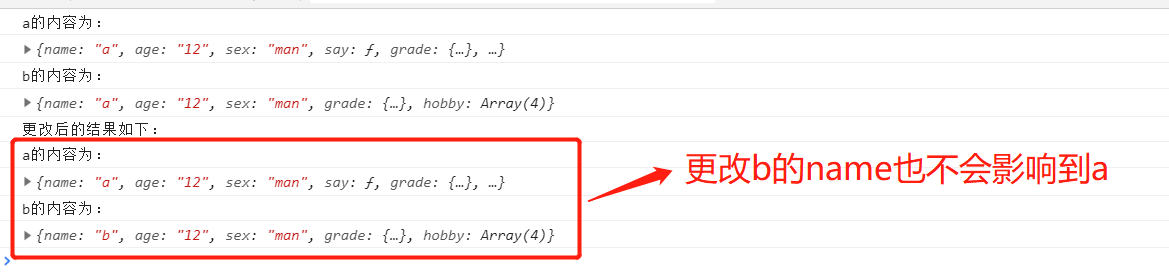 a的内容为：
▶{name: "a", age: "12", sex: "man", say: ƒ, grade: {…}, …}
b的内容为：
▶{name: "a", age: "12", sex: "man", grade: {…}, hobby: Array(4)}
更改后的结果如下：
a的内容为：
▶{name: "a", age: "12", sex: "man", say: ƒ, grade: {…}, …}
更改b的name也不会影响到a
b的内容为：
▶{name: "b", age: "12", sex: "man", grade: {…}, hobby: Array(4)}